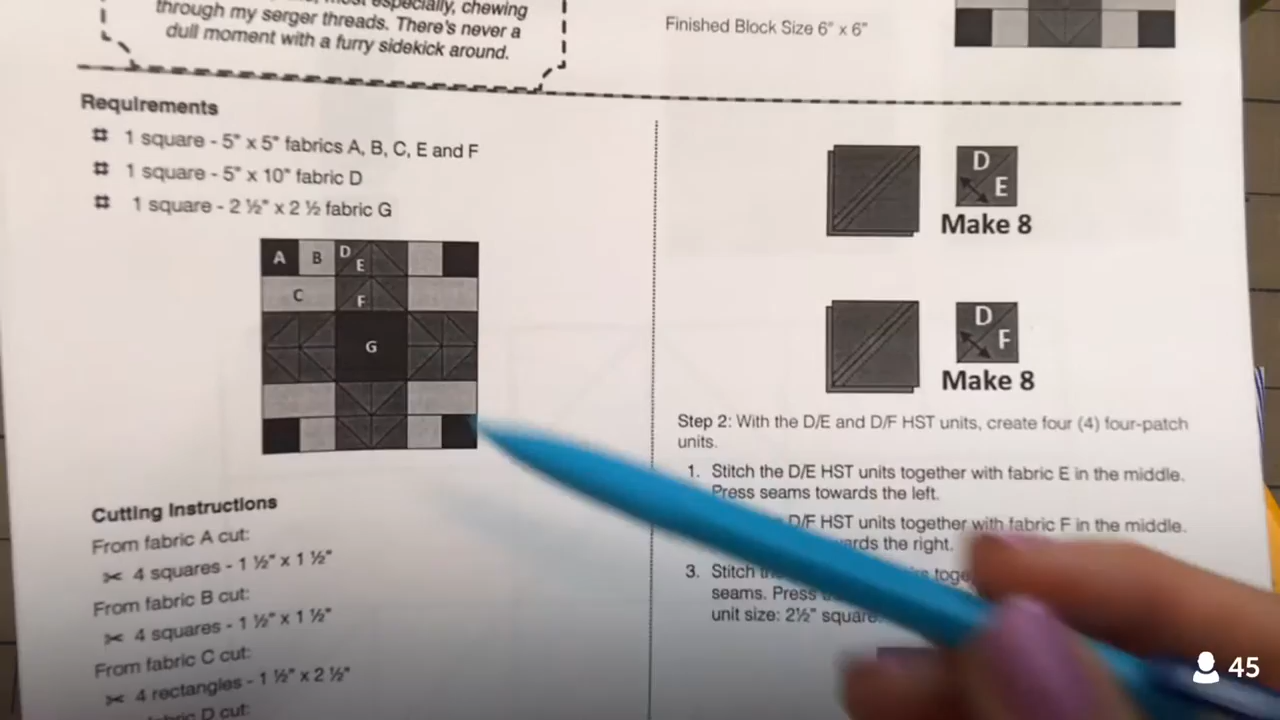 especially, chewing
through my serger threads. There's never a
dull moment with a furry sidekick around.
Finished Block Size 6" x 6"
Requirements
1 square - 5" x 5" fabrics A, B, C, E and F
1 square - 5" x 10" fabric D
1 square - 2 ½" x 2 ½ fabric G
A B D
E
C F
G
Cutting Instructions
From fabric A cut:
4 squares - 1 ½" x 1 ½"
From fabric B cut:
4 squares - 1 ½" x 1 ½"
From fabric C cut:
4 rectangles - 1 ½" x 2 ½"
fabric D cut:
D
E
Make 8
D
F
Make 8
Step 2: With the D/E and D/F HST units, create four (4) four-patch
units.
1. Stitch the D/E HST units together with fabric E in the middle.
Press seams towards the left.
D/F HST units together with fabric F in the middle.
the right.
3. Stitch
seams. Press
unit size: 2½" square.
45